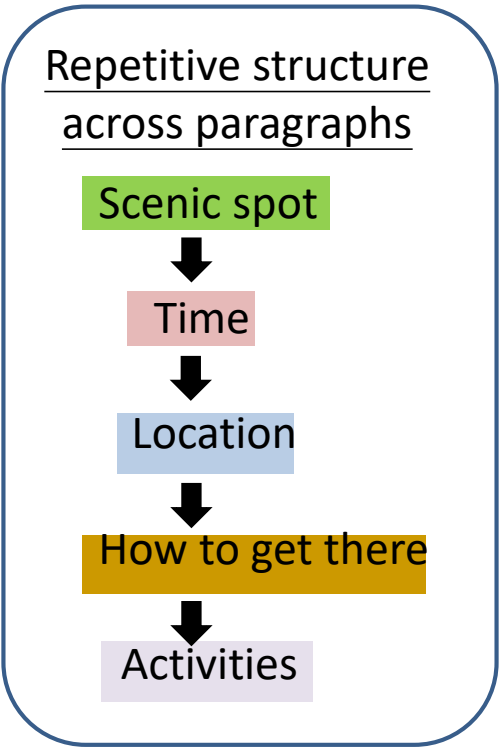 Repetitive structure
across paragraphs
Scenic spot
Time
Location
How to get there
Activities